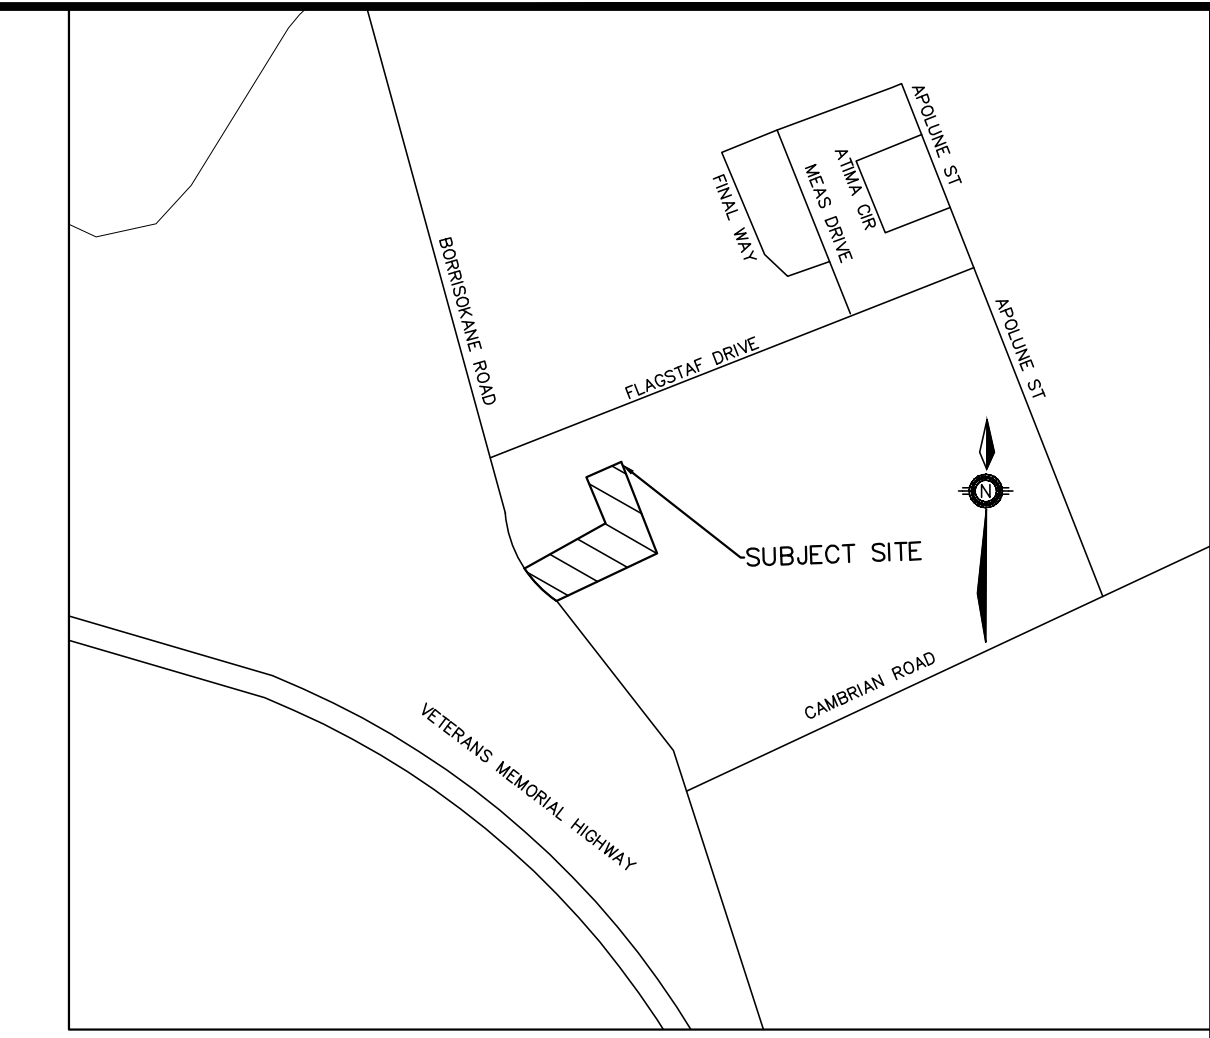 APOLUNE ST
ATIMA CIR
MEAS DRIVE
FINAL WAY
BORRISOKANE ROAD
APOLUNE ST
FLAGSTAF DRIVE
N
SUBJECT SITE
CAMBRIAN ROAD
VETERANS MEMORIAL HIGHWAY